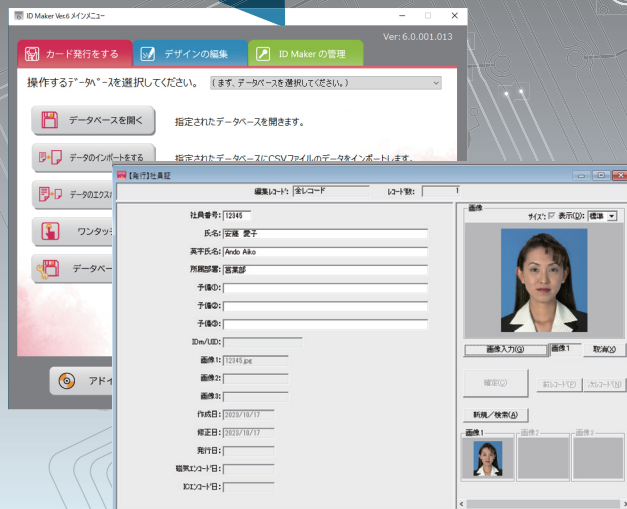 ID Maker Ver.6 メインメニュー
Ver: 6.0.001.013
カード発行をする
デザインの編集
ID Maker の管理
操作するデータベースを選択してください。
(まず、データベースを選択してください。)
データベースを開く
指定されたデータベースを開きます。
データのインポートをする
指定されたデータベースにCSVファイルのデータをインポートします。
データのエクスポ
ワンタッ
データベー
アドイ
【発行】社員証
編集レコード: 全レコード
レコード数: 1
社員番号: 12345
氏名: 安藤 愛子
英字氏名: Ando Aiko
所属部署: 営業部
予備①:
予備②:
予備③:
IDm/UID:
画像1: 12345.jpg
画像2:
画像3:
作成日: 2023/10/17
修正日: 2023/10/17
発行日:
磁気エンコード日:
ICエンコード日:
画像
サイズ: 表示(D): 標準
画像入力(G)
画像1
取消(X)
確定(C)
前レコード(P)
次レコード(N)
新規/検索(A)
画像1
画像2
画像3